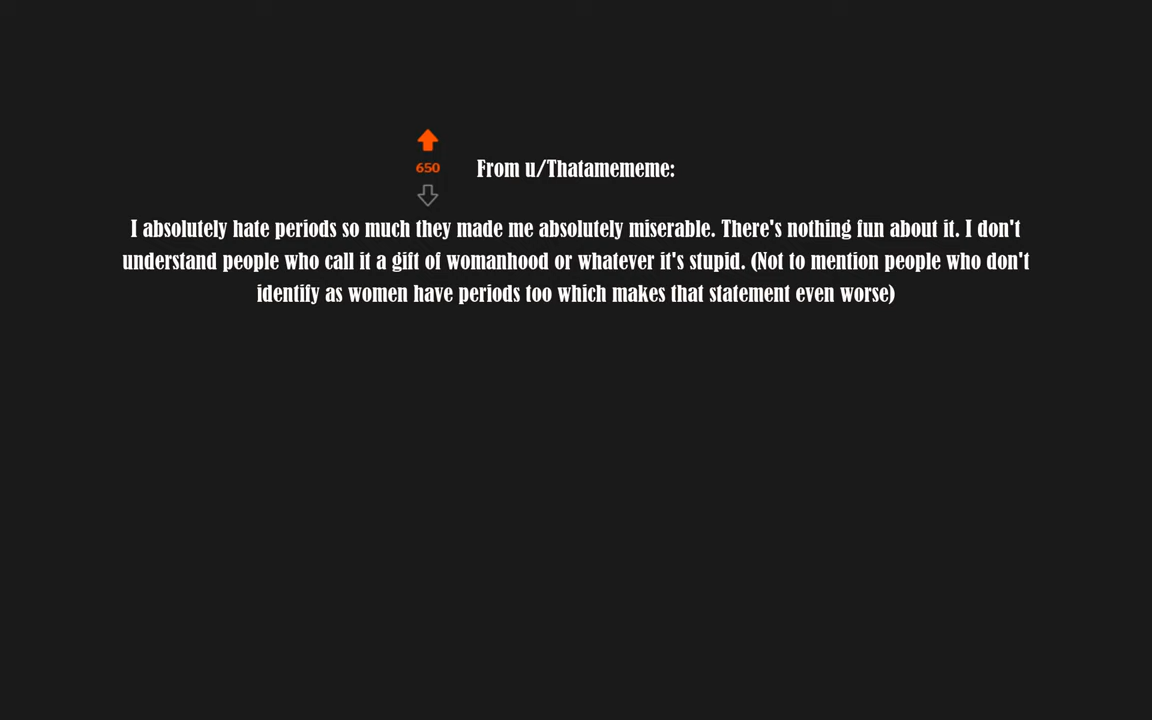 650
From u/Thatamememe:
I absolutely hate periods so much they made me absolutely miserable. There's nothing fun about it. I don't
understand people who call it a gift of womanhood or whatever it's stupid. (Not to mention people who don't
identify as women have periods too which makes that statement even worse)